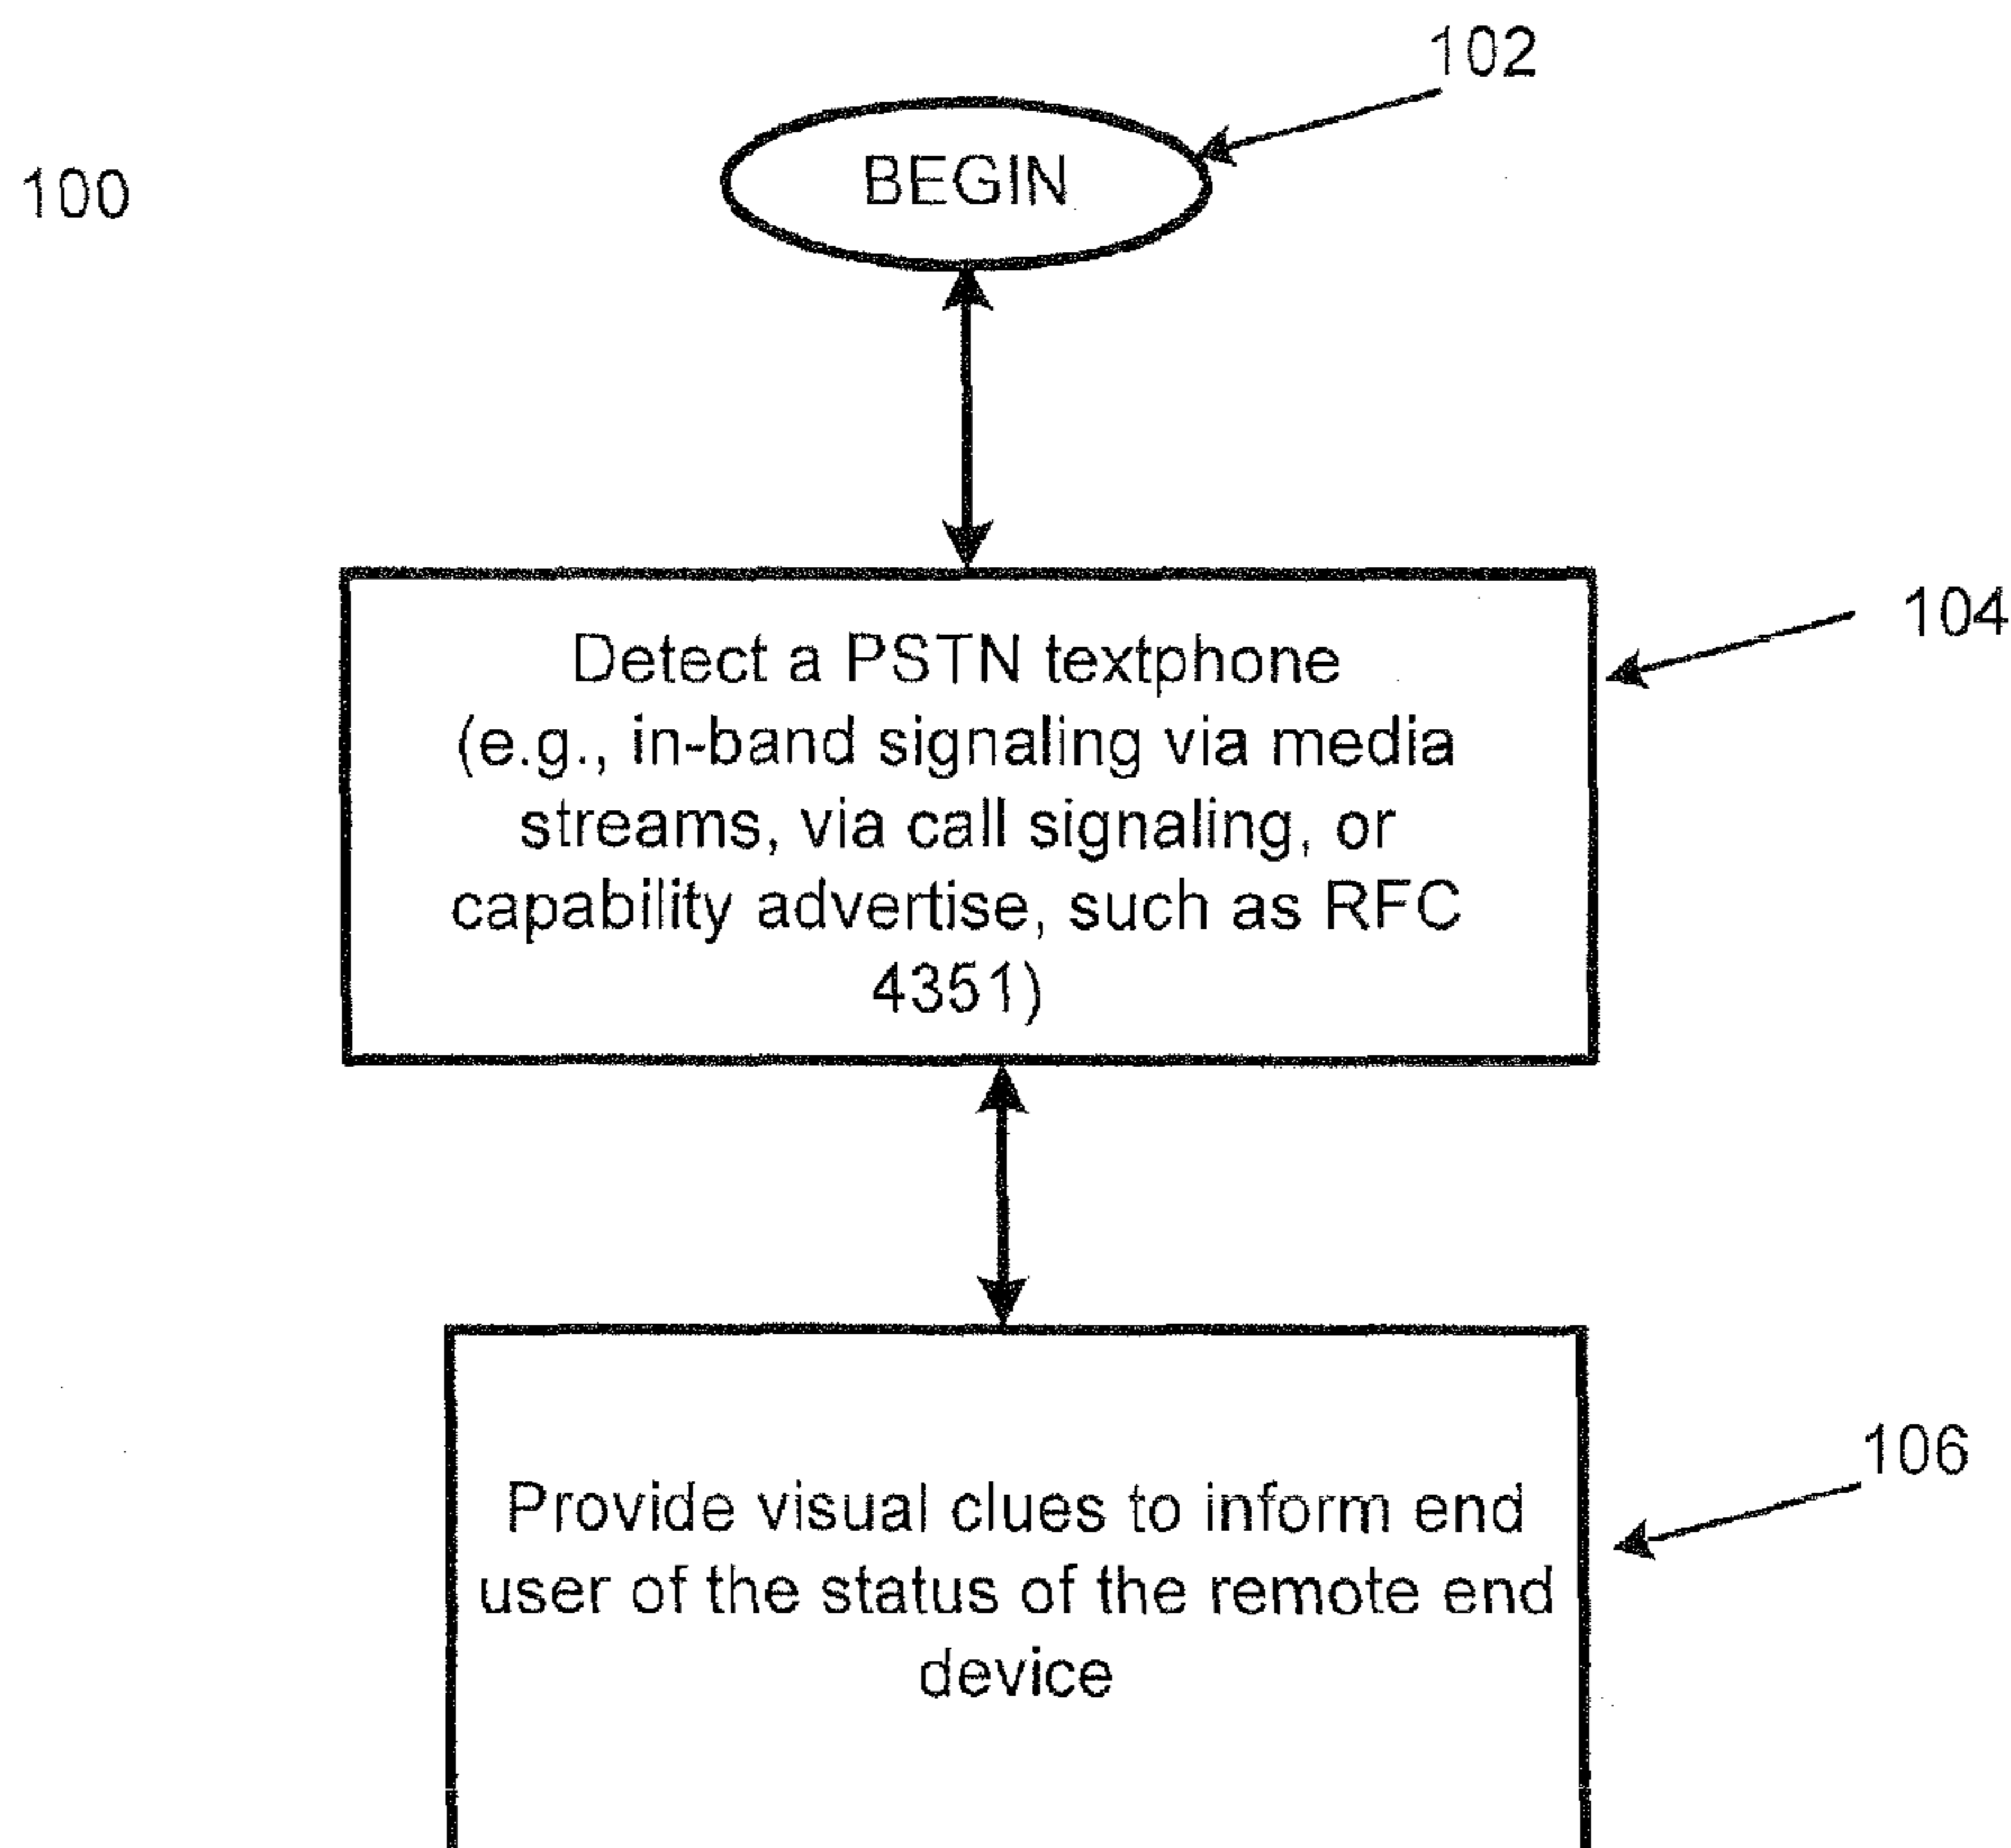 102
100
BEGIN
104
Detect a PSTN textphone
(e.g., in-band signaling via media
streams, via call signaling, or
capability advertise, such as RFC
4351)
106
Provide visual clues to inform end
user of the status of the remote end
device